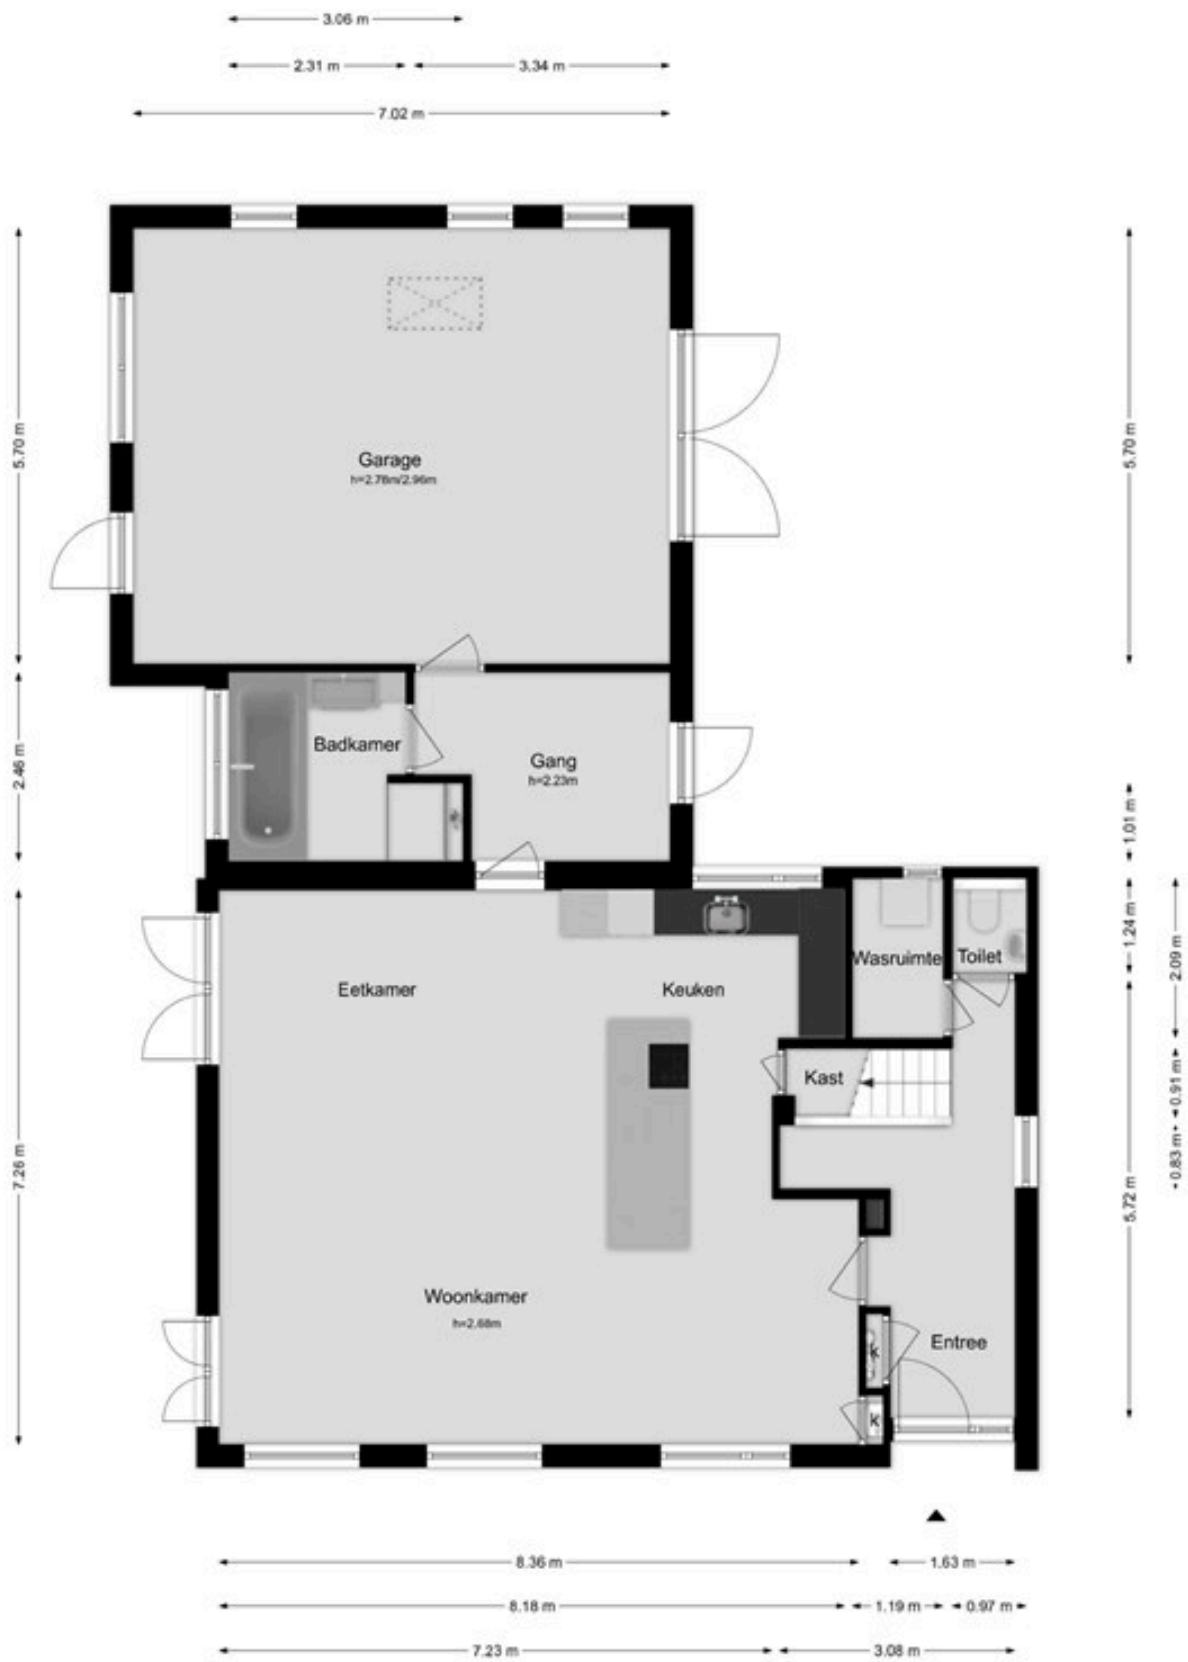 3.06 m
2.31 m
3.34 m
7.02 m
5.70 m
5.70 m
Garage
h=2.78m/2.96m
Badkamer
Gang
h=2.23m
2.46 m
1.01 m
1.24 m
2.09 m
Wasruimte
Toilet
Eetkamer
Keuken
Kast
0.91 m
0.83 m
7.26 m
5.72 m
Woonkamer
h=2.68m
Entree
k
k
8.36 m
1.63 m
8.18 m
1.19 m
0.97 m
7.23 m
3.08 m